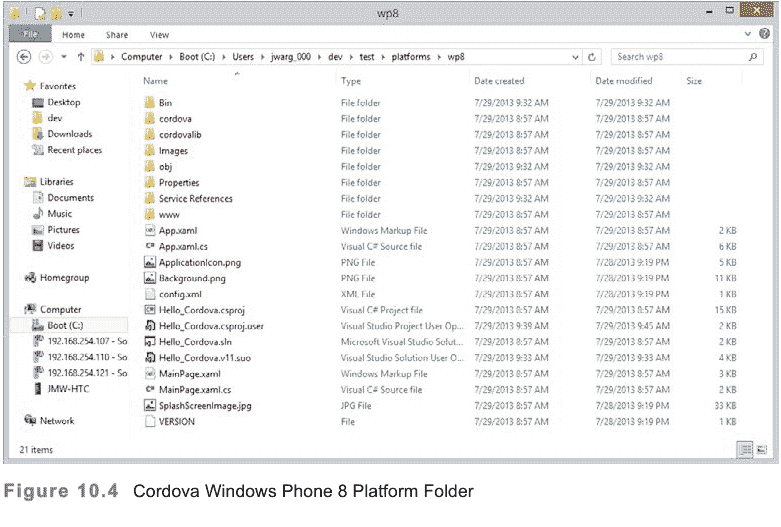 wp8
File Home Share View
Computer Boot (C:) Users jwarg_000 dev test platforms wp8 Search wp8
Name Type Date created Date modified Size
Favorites
Desktop
dev
Downloads
Recent places
Libraries
Documents
Music
Pictures
Videos
Homegroup
Computer
Boot (C:)
192.168.254.107 - So
192.168.254.110 - So
192.168.254.121 - So
JMW-HTC
Network
Bin File folder 7/29/2013 9:32 AM 7/29/2013 9:32 AM
cordova File folder 7/29/2013 8:57 AM 7/29/2013 8:57 AM
cordovalib File folder 7/29/2013 8:57 AM 7/29/2013 8:57 AM
Images File folder 7/29/2013 8:57 AM 7/29/2013 8:57 AM
obj File folder 7/29/2013 9:32 AM 7/29/2013 9:32 AM
Properties File folder 7/29/2013 8:57 AM 7/29/2013 8:57 AM
Service References File folder 7/29/2013 9:32 AM 7/29/2013 9:32 AM
www File folder 7/29/2013 8:57 AM 7/29/2013 8:57 AM
App.xaml Windows Markup File 7/29/2013 8:57 AM 7/29/2013 8:57 AM 2 KB
App.xaml.cs Visual C# Source file 7/29/2013 8:57 AM 7/29/2013 8:57 AM 6 KB
ApplicationIcon.png PNG File 7/29/2013 8:57 AM 7/28/2013 9:19 PM 5 KB
Background.png PNG File 7/29/2013 8:57 AM 7/28/2013 9:19 PM 11 KB
config.xml XML File 7/29/2013 8:57 AM 7/28/2013 9:19 PM 1 KB
Hello_Cordova.csproj Visual C# Project file 7/29/2013 8:57 AM 7/29/2013 8:57 AM 15 KB
Hello_Cordova.csproj.user Visual Studio Project User Op... 7/29/2013 9:39 AM 7/29/2013 9:45 AM 2 KB
Hello_Cordova.sln Microsoft Visual Studio Solut... 7/29/2013 8:57 AM 7/29/2013 8:57 AM 2 KB
Hello_Cordova.v11.suo Visual Studio Solution User O... 7/29/2013 9:33 AM 7/29/2013 9:33 AM 4 KB
MainPage.xaml Windows Markup File 7/29/2013 8:57 AM 7/29/2013 8:57 AM 3 KB
MainPage.xaml.cs Visual C# Source file 7/29/2013 8:57 AM 7/29/2013 8:57 AM 2 KB
SplashScreenImage.jpg JPG File 7/29/2013 8:57 AM 7/28/2013 9:19 PM 33 KB
VERSION File 7/29/2013 8:57 AM 7/28/2013 9:19 PM 1 KB
21 items
Figure 10.4 Cordova Windows Phone 8 Platform Folder